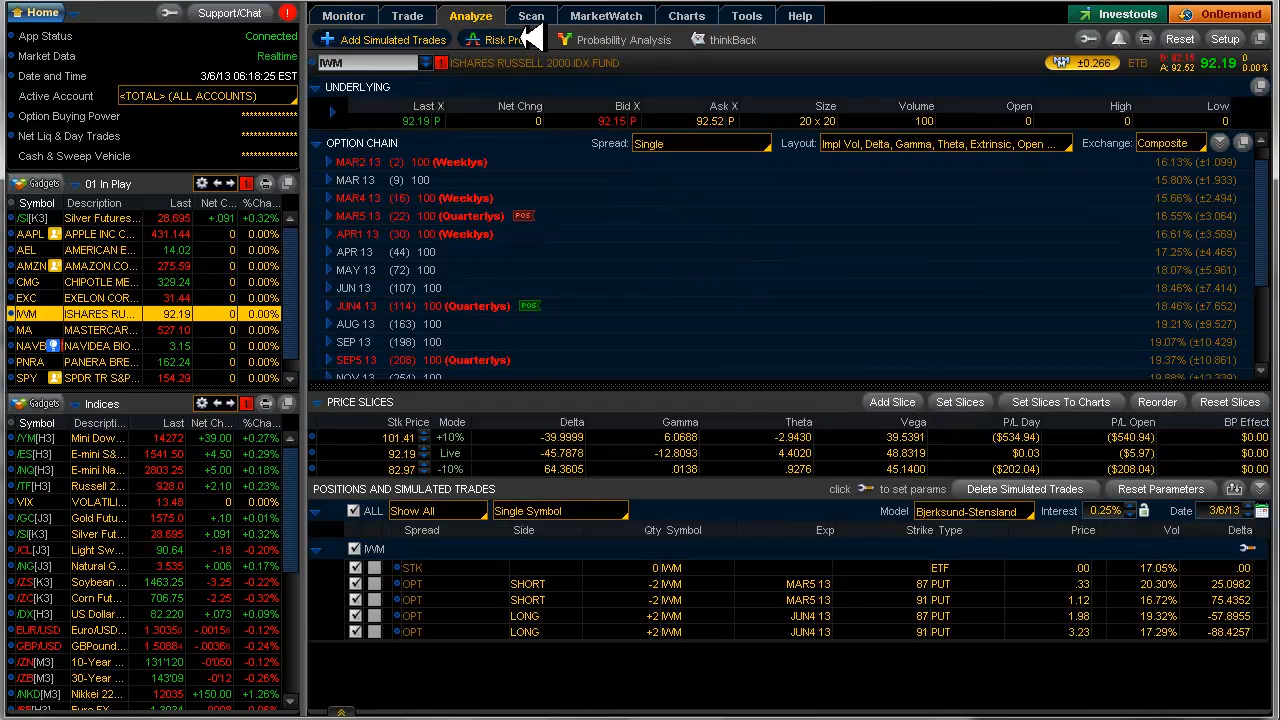 Home Support/Chat !
App Status Connected
Market Data Realtime
Date and Time 3/6/13 06:18:25 EST
Active Account <TOTAL> (ALL ACCOUNTS)
Option Buying Power **************
Net Liq & Day Trades **************
Cash & Sweep Vehicle **************
Gadgets 01 In Play 1
Symbol Description Last Net C... %Cha...
/SI[K3] Silver Futures... 28.695 +.091 +0.32%
AAPL APPLE INC C... 431.144 0 0.00%
AEL AMERICAN E... 14.02 0 0.00%
AMZN AMAZON.CO... 275.59 0 0.00%
CMG CHIPOTLE ME... 329.24 0 0.00%
EXC EXELON COR... 31.44 0 0.00%
IWM ISHARES RU... 92.19 0 0.00%
MA MASTERCAR... 527.10 0 0.00%
NAVB NAVIDEA BIO... 3.15 0 0.00%
PNRA PANERA BRE... 162.24 0 0.00%
SPY SPDR TR S&P... 154.29 0 0.00%
Gadgets Indices 1
Symbol Descripti... Last Net Ch... %Cha...
/YM[H3] Mini Dow... 14272 +39.00 +0.27%
/ES[H3] E-mini S&... 1541.50 +4.50 +0.29%
/NQ[H3] E-mini Na... 2803.25 +5.00 +0.18%
/TF[H3] Russell 2... 928.0 +2.10 +0.23%
VIX VOLATILI... 13.48 0 0.00%
/GC[J3] Gold Futu... 1575.0 +.10 +0.01%
/SI[K3] Silver Fut... 28.695 +.091 +0.32%
/CL[J3] Light Sw... 90.64 -.18 -0.20%
/NG[J3] Natural G... 3.535 +.006 +0.17%
/ZS[K3] Soybean ... 1463.25 -3.25 -0.22%
/ZC[K3] Corn Fut... 706.75 -2.25 -0.32%
/DX[H3] US Dollar... 82.220 +.073 +0.09%
EUR/USD Euro/USD... 1.3035 -.0015 -0.12%
GBP/USD GBPound... 1.5088 -.0036 -0.24%
/ZN[M3] 10-Year ... 131'120 -0'050 -0.12%
/ZB[M3] 30-Year ... 143'09 -0'12 -0.26%
/NKD[M3] Nikkei 22... 12035 +150.00 +1.26%
Monitor Trade Analyze Scan MarketWatch Charts Tools Help Investools OnDemand
Add Simulated Trades Risk Pro Probability Analysis thinkBack Reset Setup
IWM 1 ISHARES RUSSELL 2000 IDX FUND ±0.266 ETB B: 92.15 A: 92.52 92.19 0 0.00%
UNDERLYING
Last X Net Chng Bid X Ask X Size Volume Open High Low
92.19 P 0 92.15 P 92.52 P 20 x 20 100 0 0 0
OPTION CHAIN Spread: Single Layout: Impl Vol, Delta, Gamma, Theta, Extrinsic, Open ... Exchange: Composite
MAR2 13 (2) 100 (Weeklys) 16.13% (±1.099)
MAR 13 (9) 100 15.80% (±1.933)
MAR4 13 (16) 100 (Weeklys) 15.66% (±2.494)
MAR5 13 (22) 100 (Quarterlys) POS 16.55% (±3.064)
APR1 13 (30) 100 (Weeklys) 16.61% (±3.569)
APR 13 (44) 100 17.25% (±4.465)
MAY 13 (72) 100 18.07% (±5.961)
JUN 13 (107) 100 18.46% (±7.402)
JUN4 13 (114) 100 (Quarterlys) POS 18.46% (±7.652)
AUG 13 (163) 100 19.21% (±9.527)
SEP 13 (198) 100 19.07% (±10.429)
SEP5 13 (208) 100 (Quarterlys) 19.37% (±10.861)
NOV 13 (254) 100 19.88% (±12.339)
PRICE SLICES Add Slice Set Slices Set Slices To Charts Reorder Reset Slices
Stk Price Mode Delta Gamma Theta Vega P/L Day P/L Open BP Effect
101.41 +10% -39.9999 6.0688 -2.9430 39.5391 ($534.94) ($540.94) $0.00
92.19 Live -45.7878 -12.8093 4.4020 48.6319 $0.03 ($5.97) $0.00
82.97 -10% 64.3605 .0138 .9276 45.1400 ($202.04) ($208.04) $0.00
POSITIONS AND SIMULATED TRADES click to set params Delete Simulated Trades Reset Parameters
ALL Show All Single Symbol Model Bjerksund-Stensland Interest 0.25% Date 3/6/13
Spread Side Qty Symbol Exp Strike Type Price Vol Delta
IWM
STK 0 IWM ETF .00 17.05% .00
OPT SHORT -2 IWM MAR5 13 87 PUT .33 20.30% 25.0982
OPT SHORT -2 IWM MAR5 13 91 PUT 1.12 16.72% 75.4352
OPT LONG +2 IWM JUN4 13 87 PUT 1.98 19.32% -57.8955
OPT LONG +2 IWM JUN4 13 91 PUT 3.23 17.29% -88.4257